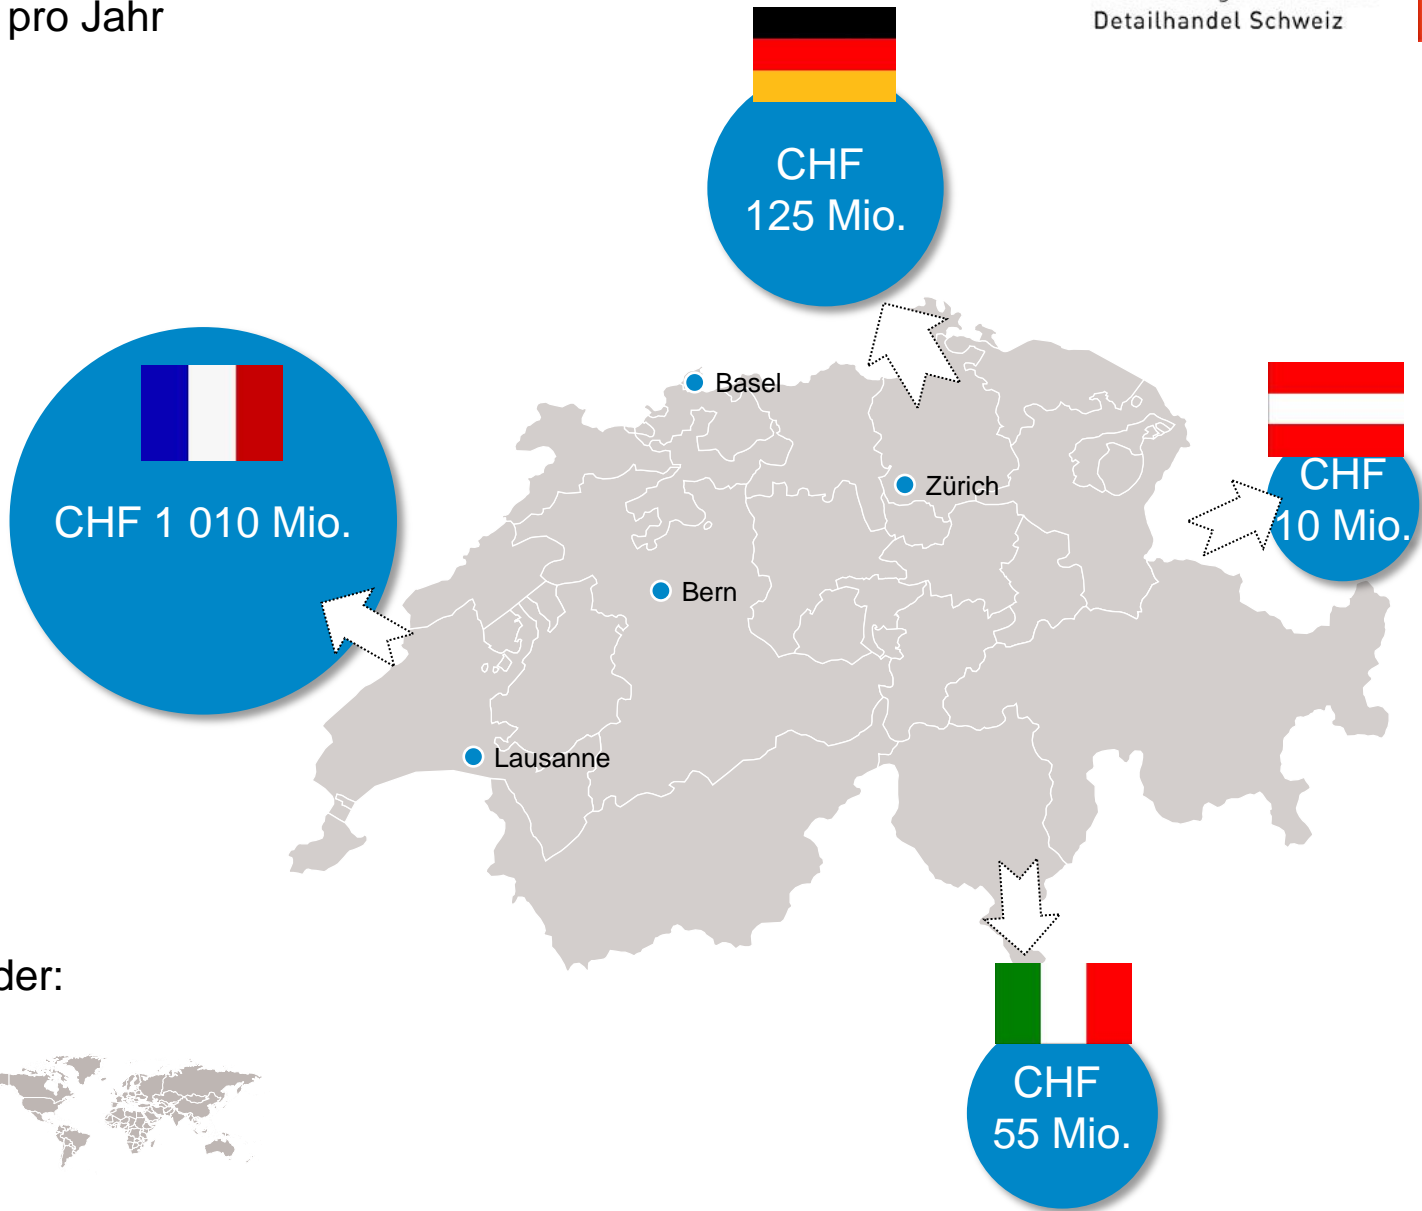 pro Jahr
Detailhandel Schweiz
CHF
125 Mio.
Basel
CHF 1 010 Mio.
Zürich
CHF
10 Mio.
Bern
Lausanne
der:
CHF
55 Mio.